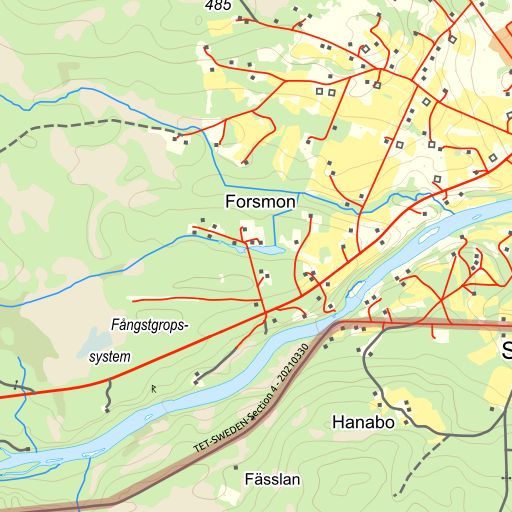 485
Forsmon
Fångstgrops-
system
R
TET-SWEDEN-Section 4 - 20210330
S
Hanabo
Fässlan